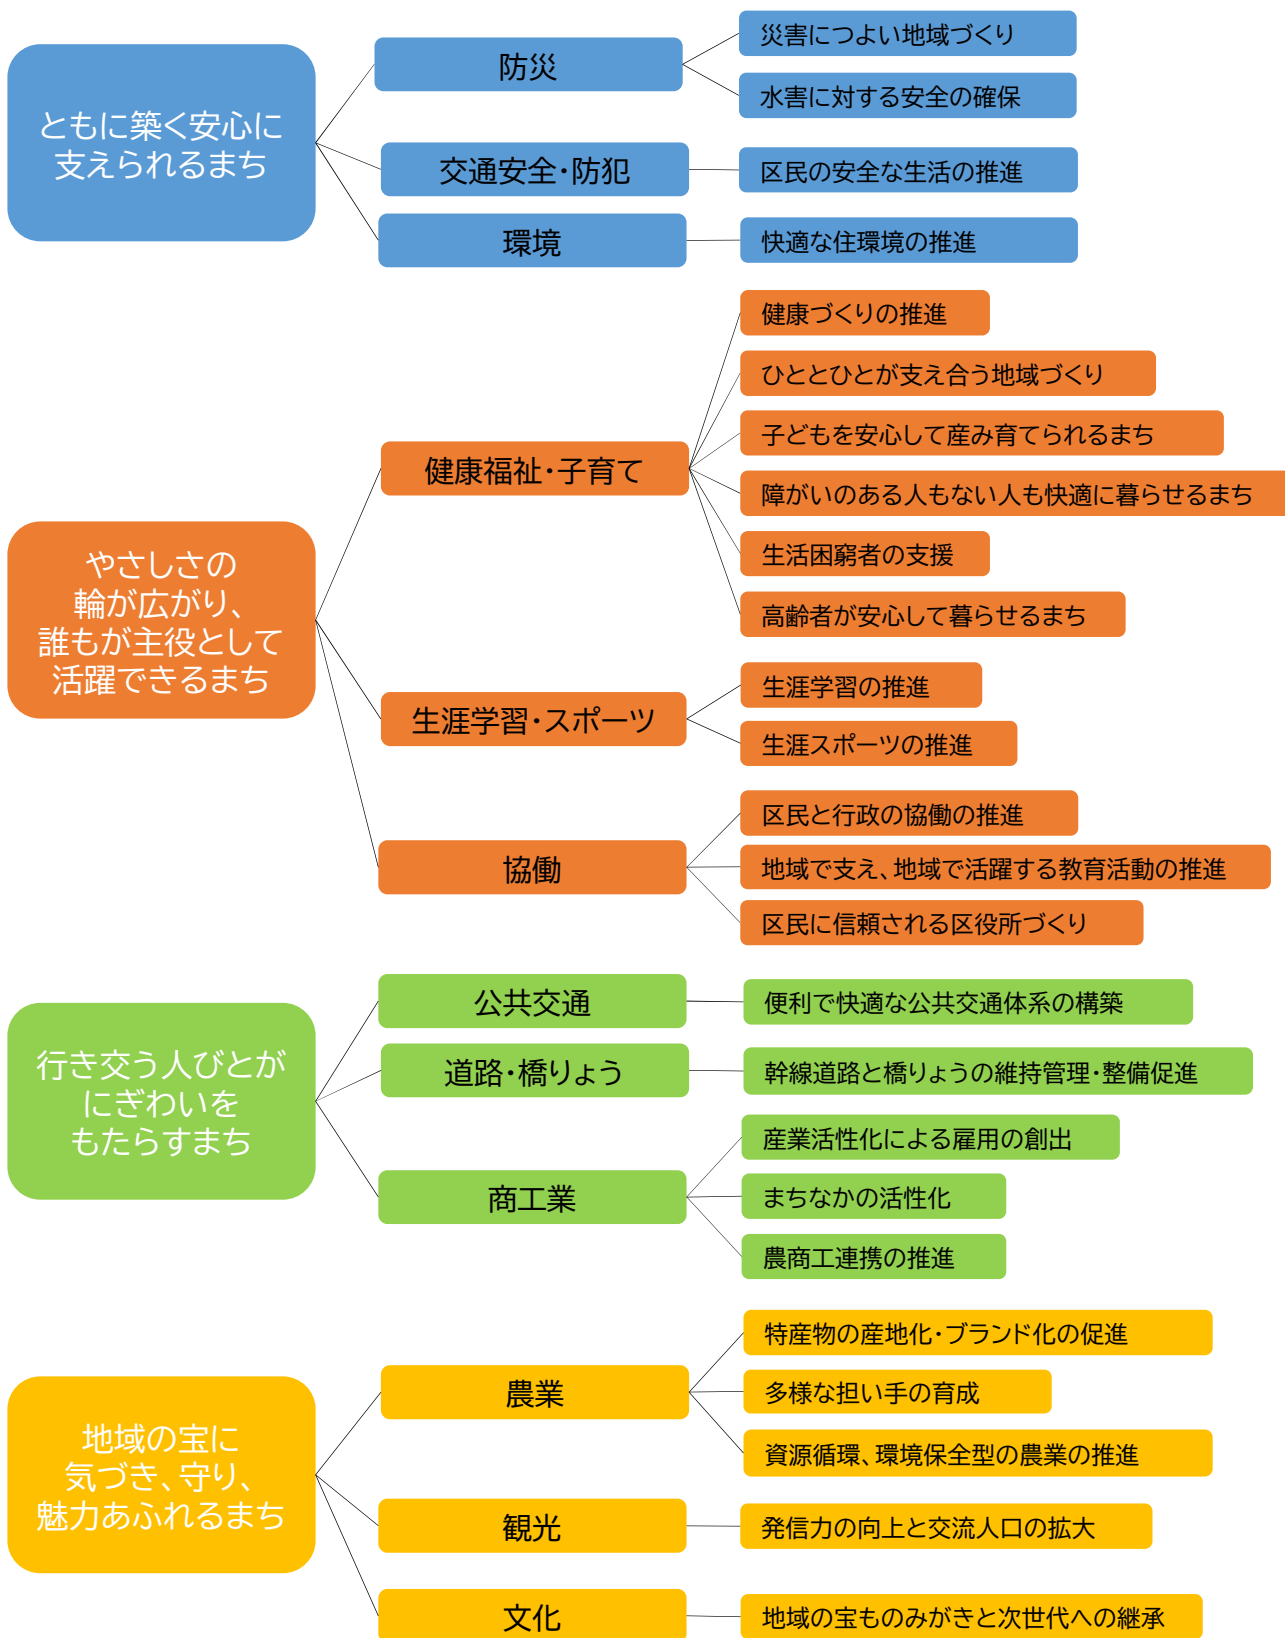 ともに築く安心に
支えられるまち
防災
災害につよい地域づくり
水害に対する安全の確保
交通安全・防犯
区民の安全な生活の推進
環境
快適な住環境の推進
やさしさの
輪が広がり、
誰もが主役として
活躍できるまち
健康福祉・子育て
健康づくりの推進
ひととひとが支え合う地域づくり
子どもを安心して産み育てられるまち
障がいのある人もない人も快適に暮らせるまち
生活困窮者の支援
高齢者が安心して暮らせるまち
生涯学習・スポーツ
生涯学習の推進
生涯スポーツの推進
協働
区民と行政の協働の推進
地域で支え、地域で活躍する教育活動の推進
区民に信頼される区役所づくり
行き交う人びとが
にぎわいを
もたらすまち
公共交通
便利で快適な公共交通体系の構築
道路・橋りょう
幹線道路と橋りょうの維持管理・整備促進
商工業
産業活性化による雇用の創出
まちなかの活性化
農商工連携の推進
地域の宝に
気づき、守り、
魅力あふれるまち
農業
特産物の産地化・ブランド化の促進
多様な担い手の育成
資源循環、環境保全型の農業の推進
観光
発信力の向上と交流人口の拡大
文化
地域の宝ものみがきと次世代への継承